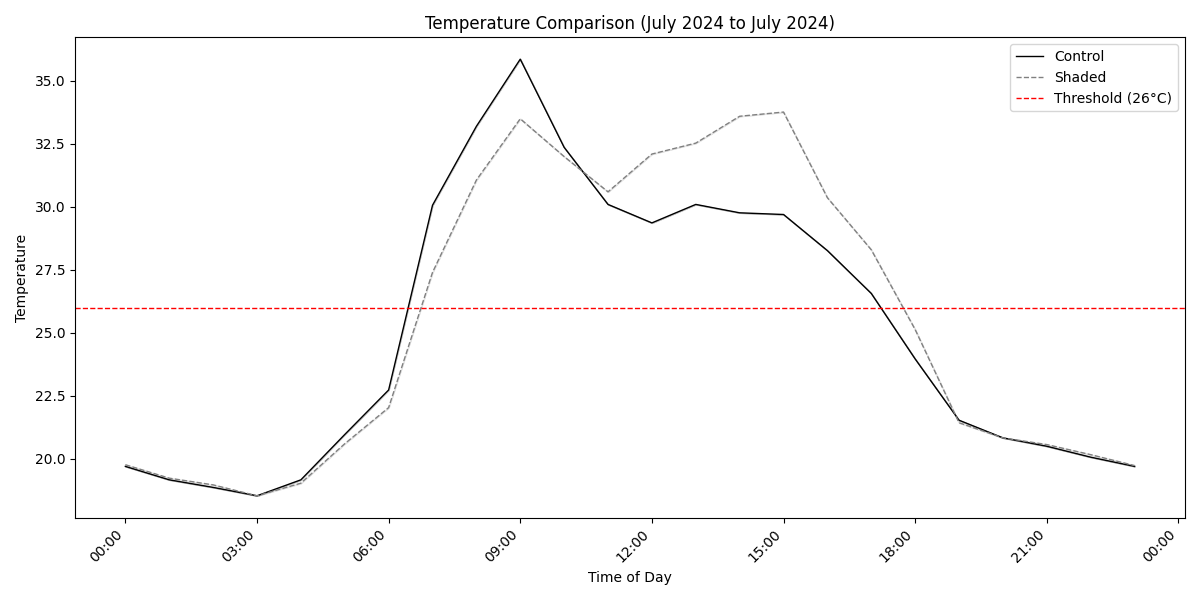 Temperature Comparison (July 2024 to July 2024)
Control
Shaded
Threshold (26°C)
Temperature
35.0
32.5
30.0
27.5
25.0
22.5
20.0
00:00
03:00
06:00
09:00
12:00
15:00
18:00
21:00
00:00
Time of Day